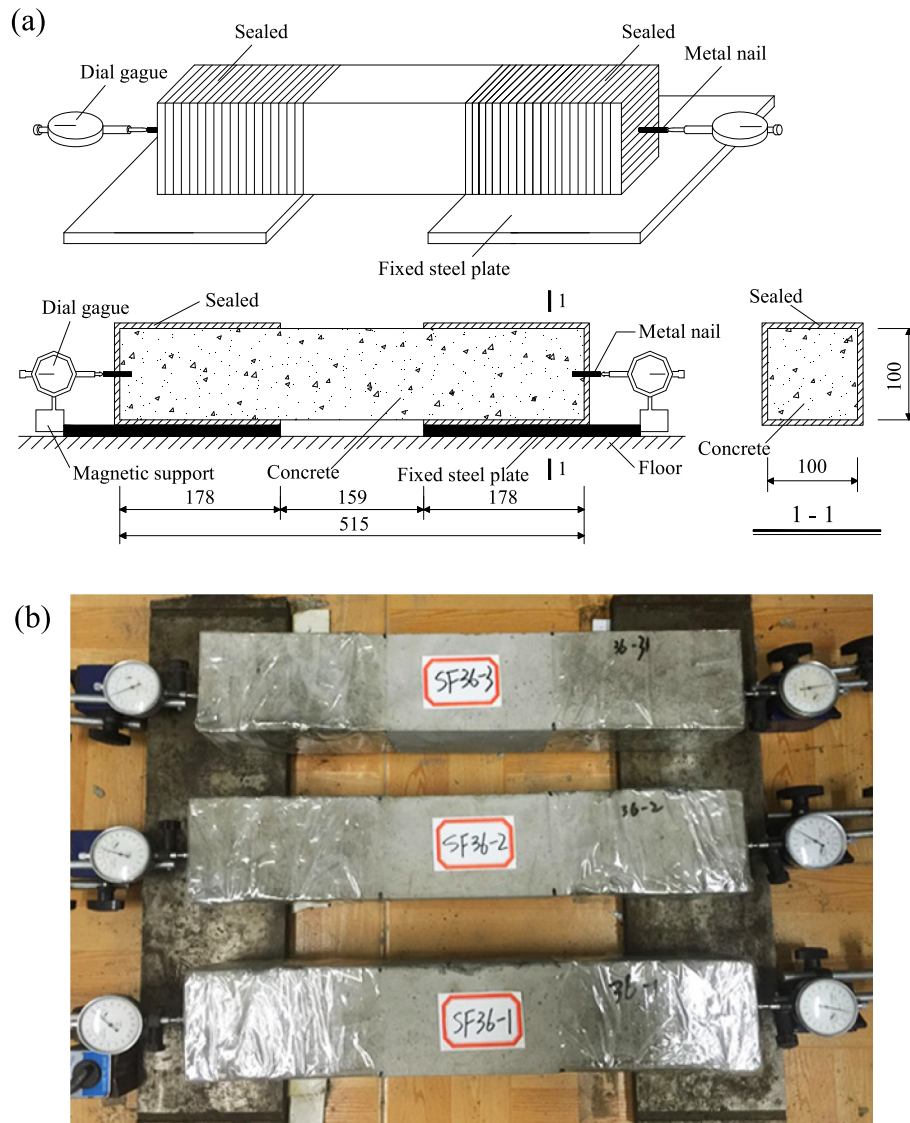 (a)
Sealed
Sealed
Metal nail
Dial gague
Fixed steel plate
Dial gague
Sealed
1
Sealed
Metal nail
100
Concrete
Magnetic support
Concrete
Fixed steel plate
1
Floor
178
159
178
100
515
1 - 1
(b)
36-31
SF36-3
36-2
SF36-2
36-1
SF36-1